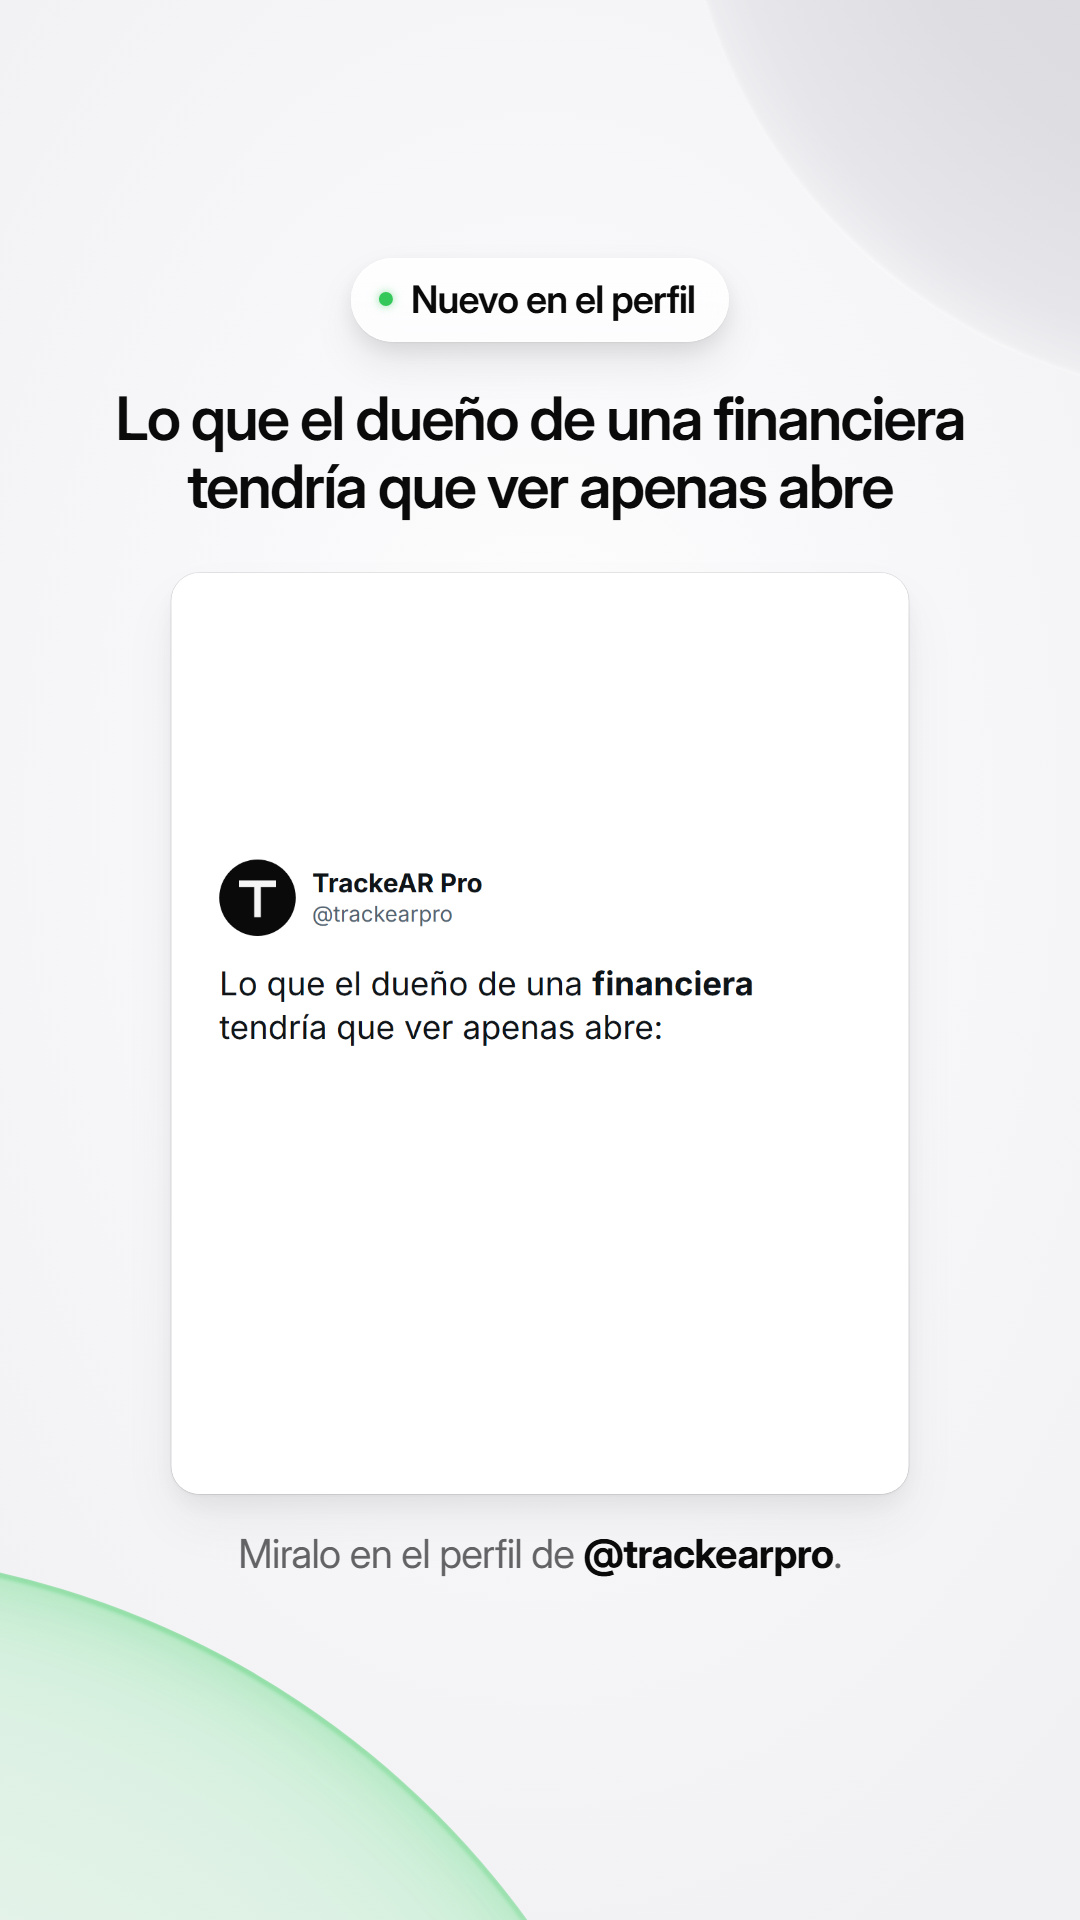 Nuevo en el perfil
Lo que el dueño de una financiera
tendría que ver apenas abre
T
TrackeAR Pro
@trackearpro
Lo que el dueño de una financiera
tendría que ver apenas abre:
Miralo en el perfil de @trackearpro.